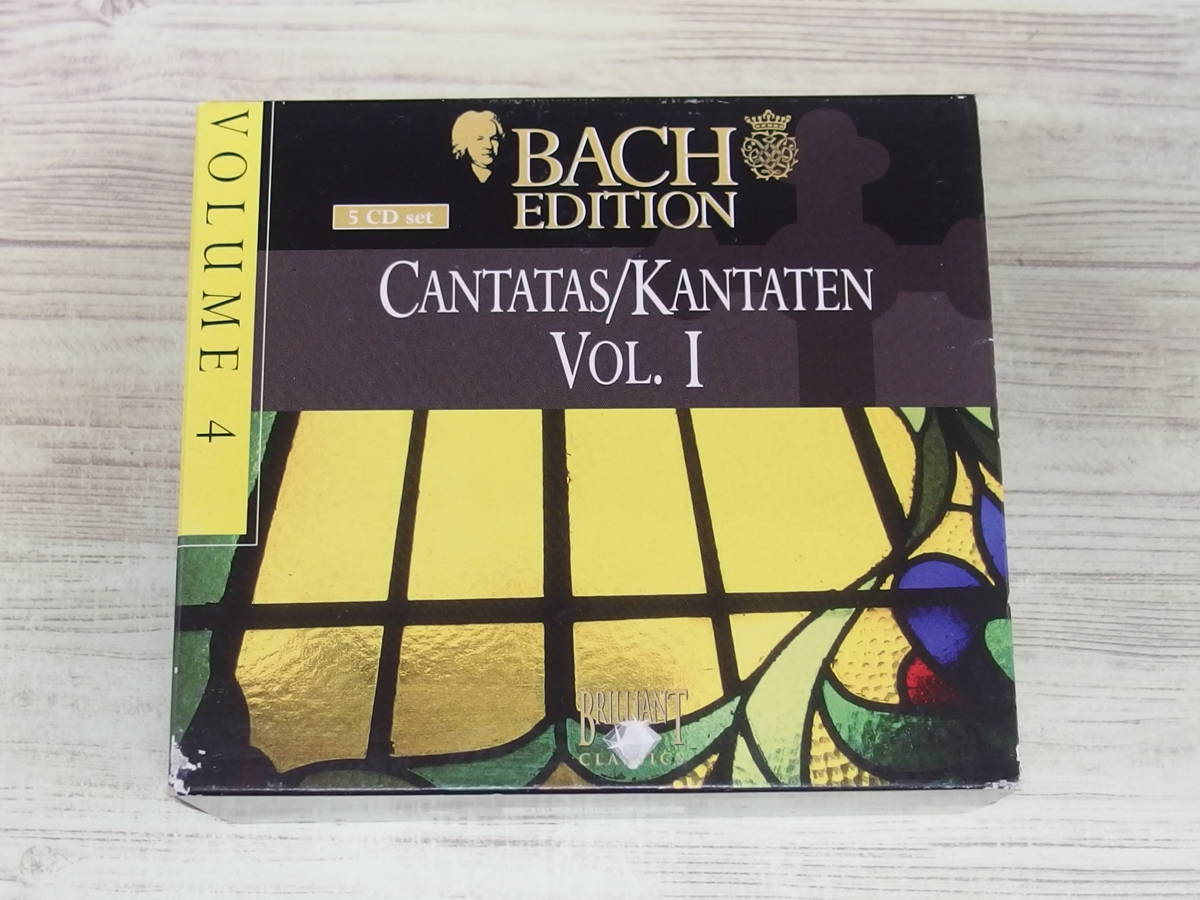 VOLUME 4
BACH
EDITION
5 CD set
CANTATAS/KANTATEN
VOL. I
BRILLIANT
CLASSICS